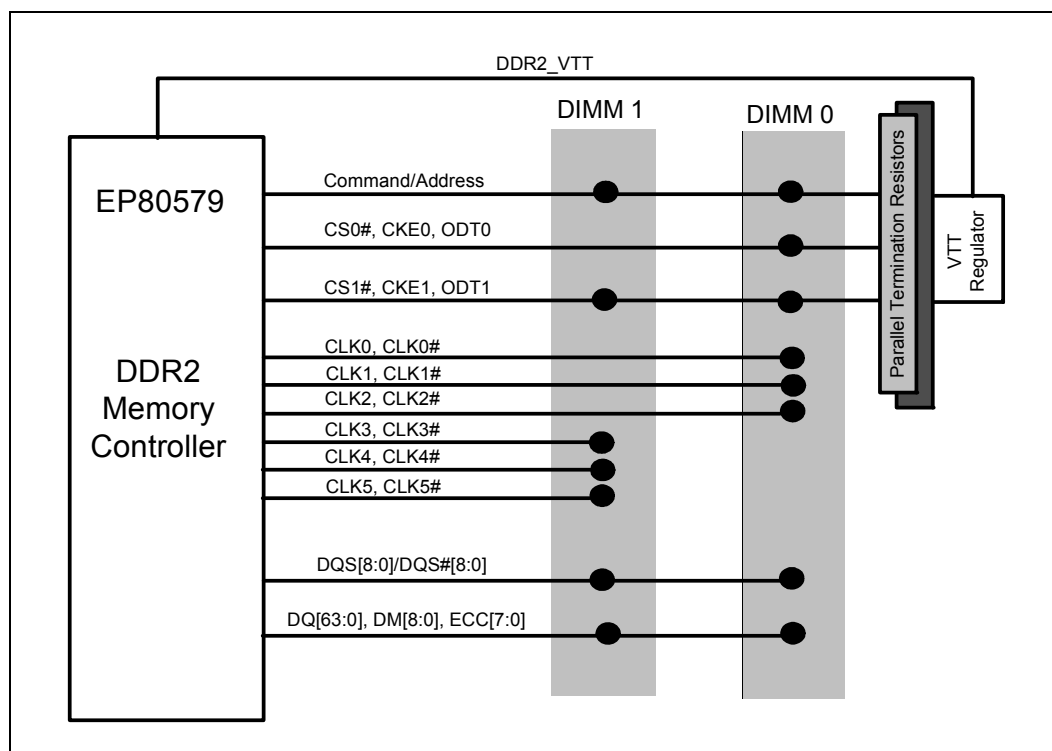 DDR2_VTT
DIMM 1
DIMM 0
EP80579
DDR2
Memory
Controller
Command/Address
CS0#, CKE0, ODT0
CS1#, CKE1, ODT1
CLK0, CLK0#
CLK1, CLK1#
CLK2, CLK2#
CLK3, CLK3#
CLK4, CLK4#
CLK5, CLK5#
DQS[8:0]/DQS#[8:0]
DQ[63:0], DM[8:0], ECC[7:0]
Parallel Termination Resistors
VTT
Regulator